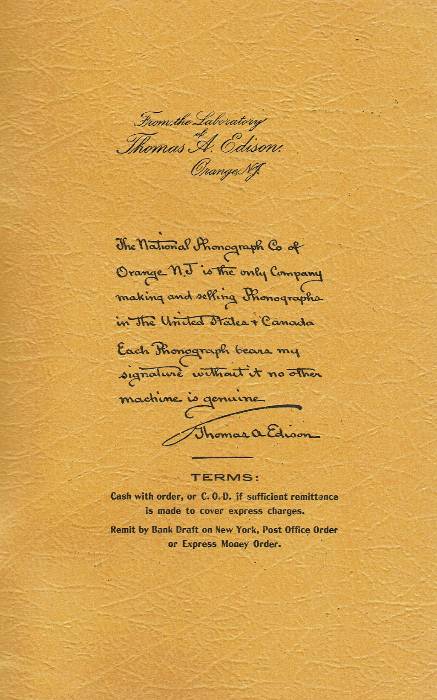 From the Laboratory
of
Thomas A. Edison.
Orange, N.J.
The National Phonograph Co of
Orange N.J is the only Company
making and selling Phonographs
in the United States + Canada
Each Phonograph bears my
signature without it no other
machine is genuine
Thomas A Edison
TERMS:
Cash with order, or C. O. D. if sufficient remittance
is made to cover express charges.
Remit by Bank Draft on New York, Post Office Order
or Express Money Order.